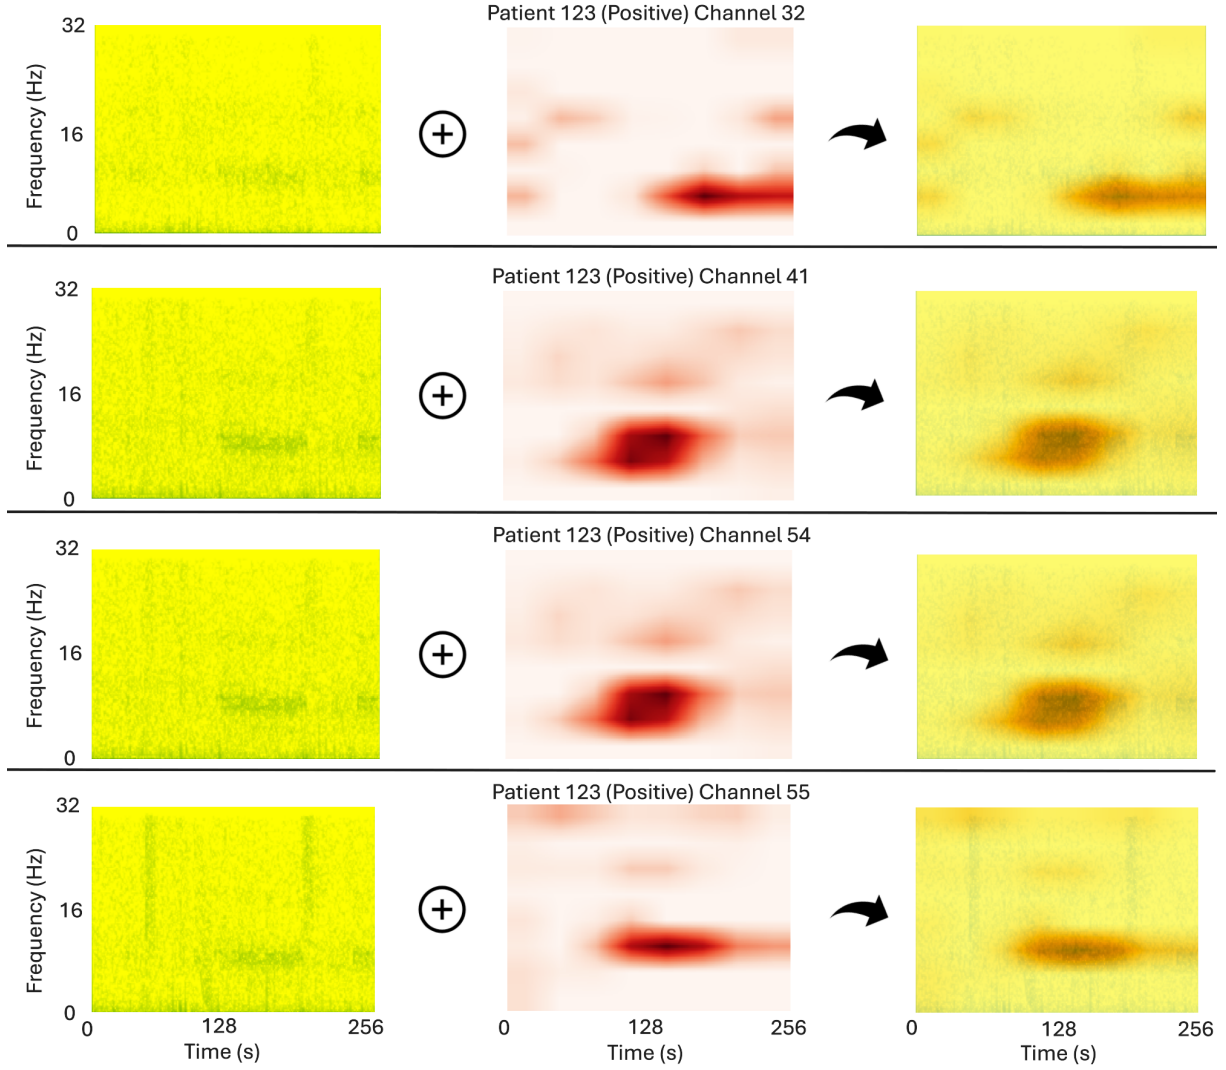 Patient 123 (Positive) Channel 32
32
16
0
Frequency (Hz)
Patient 123 (Positive) Channel 41
32
16
0
Frequency (Hz)
Patient 123 (Positive) Channel 54
32
16
0
Frequency (Hz)
Patient 123 (Positive) Channel 55
32
16
0
Frequency (Hz)
0 128 256 0 128 256 0 128 256
Time (s) Time (s) Time (s)